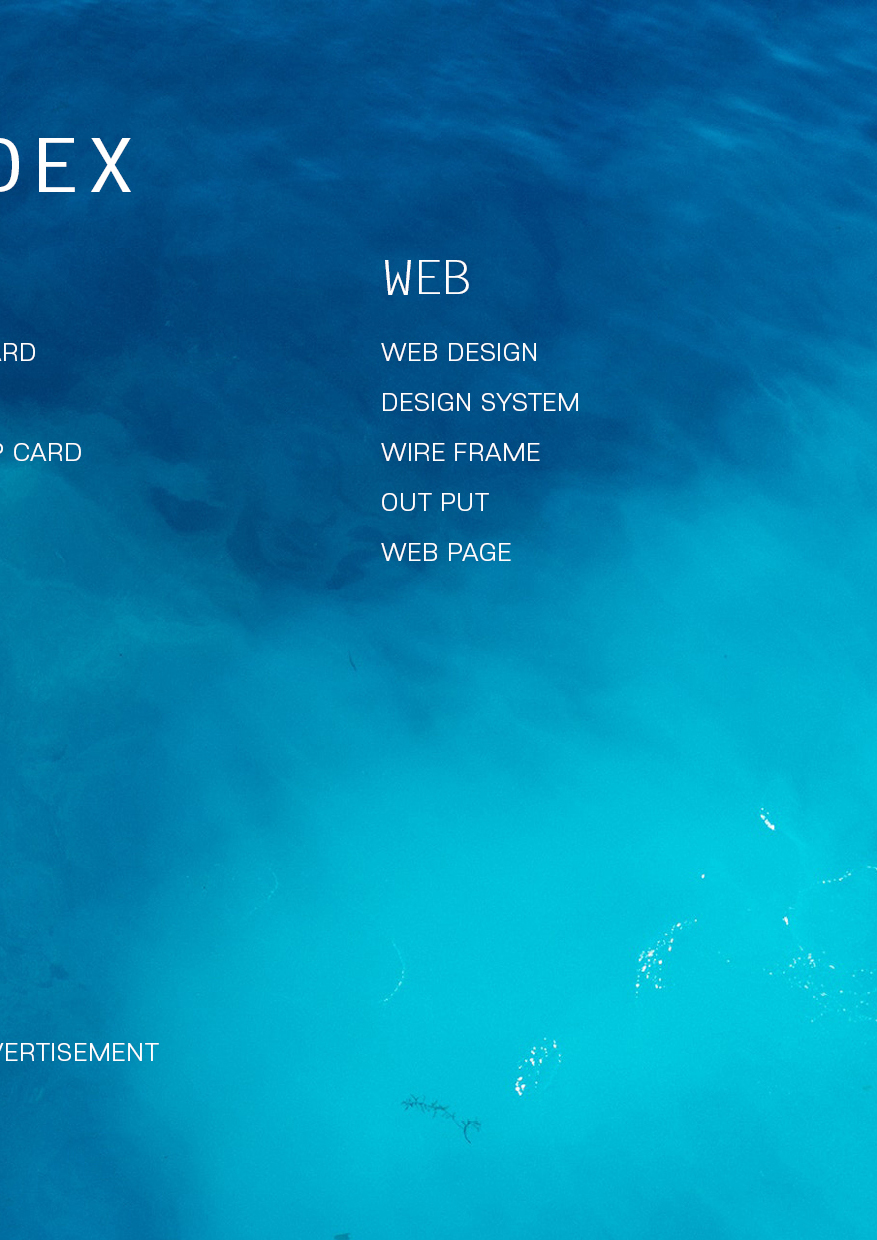 DEX
WEB
ARD
WEB DESIGN
DESIGN SYSTEM
P CARD
WIRE FRAME
OUT PUT
WEB PAGE
VERTISEMENT